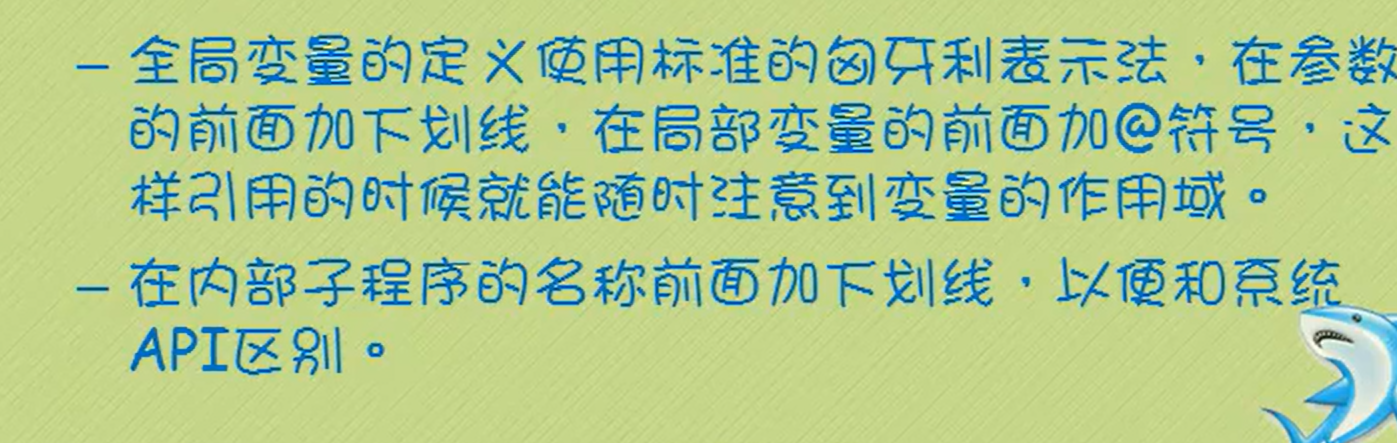 – 全局变量的定义使用标准的匈牙利表示法，在参数
的前面加下划线，在局部变量的前面加@符号，这
样引用的时候就能随时注意到变量的作用域。
– 在内部子程序的名称前面加下划线，以便和系统
API区别。